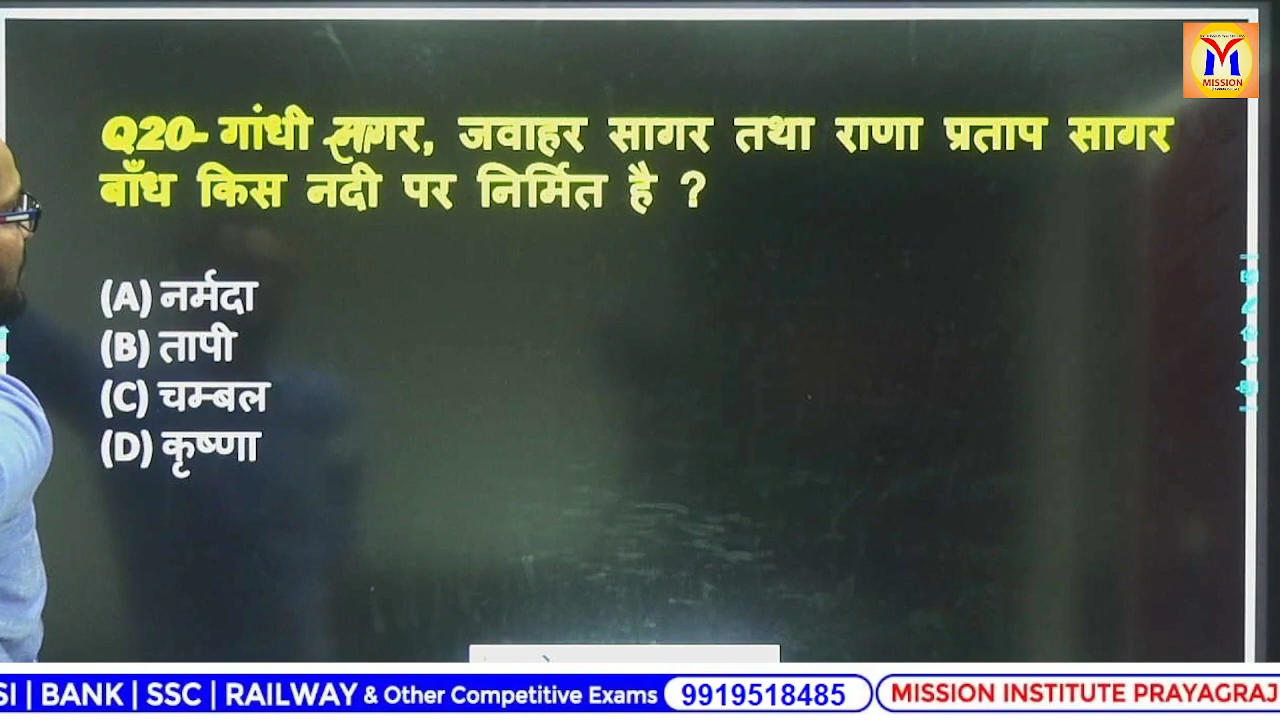 MISSION
Q20- गांधी सागर, जवाहर सागर तथा राणा प्रताप सागर
बाँध किस नदी पर निर्मित है ?
(A) नर्मदा
(B) तापी
(C) चम्बल
(D) कृष्णा
SI | BANK | SSC | RAILWAY & Other Competitive Exams 9919518485 MISSION INSTITUTE PRAYAGRAJ